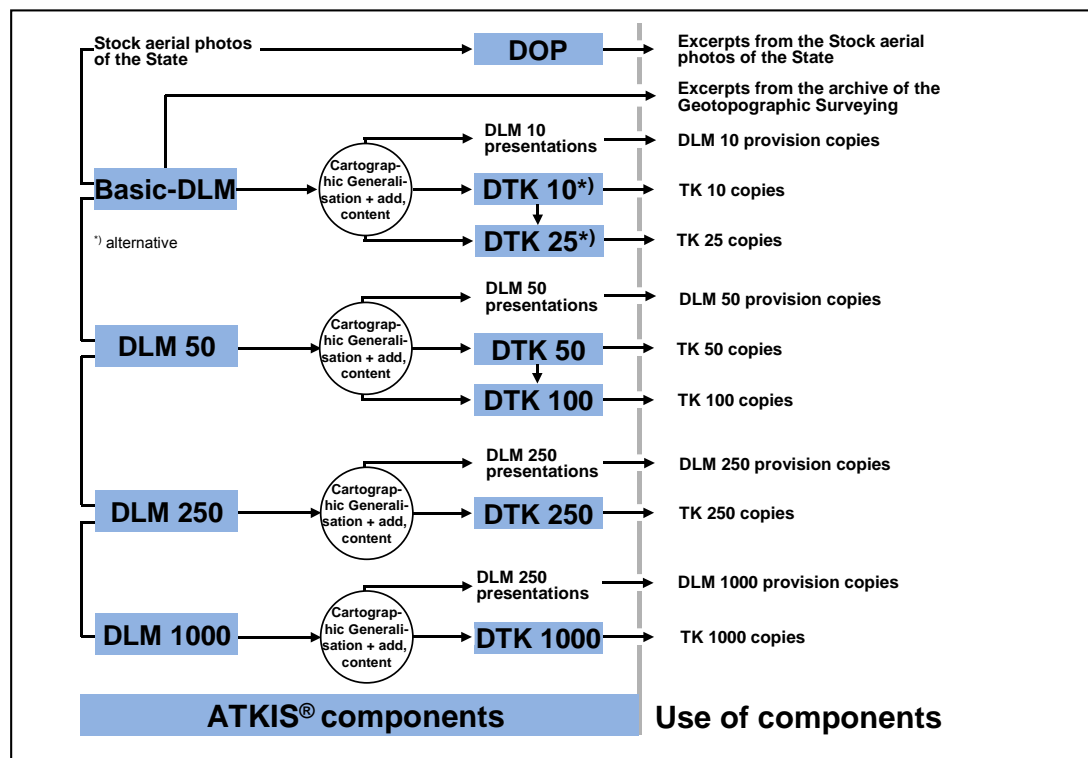 Stock aerial photos
of the State
DOP
Excerpts from the Stock aerial
photos of the State
Excerpts from the archive of the
Geotopographic Surveying
DLM 10
presentations
DLM 10 provision copies
Basic-DLM
Cartograp-
hic Generali-
sation + add,
content
DTK 10*)
TK 10 copies
*) alternative
DTK 25*)
TK 25 copies
DLM 50
presentations
DLM 50 provision copies
DLM 50
Cartograp-
hic Generali-
sation + add,
content
DTK 50
TK 50 copies
DTK 100
TK 100 copies
DLM 250
presentations
DLM 250 provision copies
DLM 250
Cartograp-
hic Generali-
sation + add,
content
DTK 250
TK 250 copies
DLM 250
presentations
DLM 1000 provision copies
DLM 1000
Cartograp-
hic Generali-
sation + add,
content
DTK 1000
TK 1000 copies
ATKIS® components
Use of components